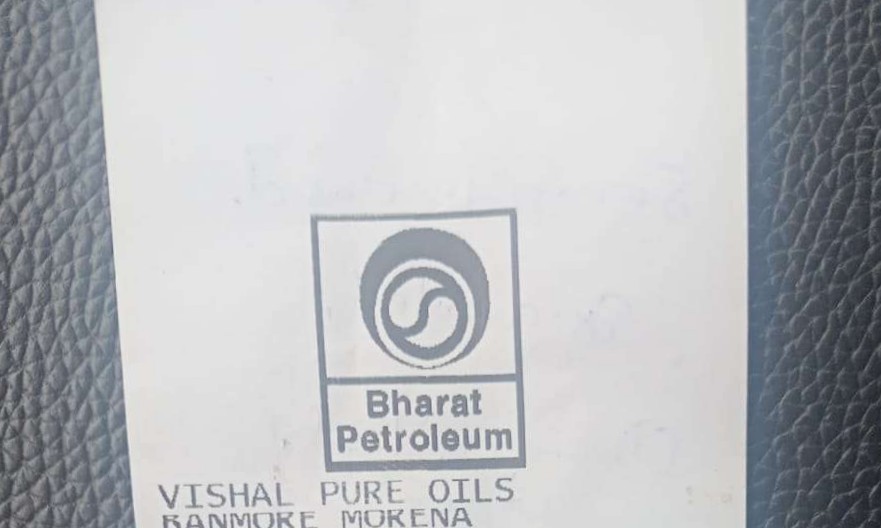 Bharat
Petroleum
VISHAL PURE OILS
BANMORE MORENA